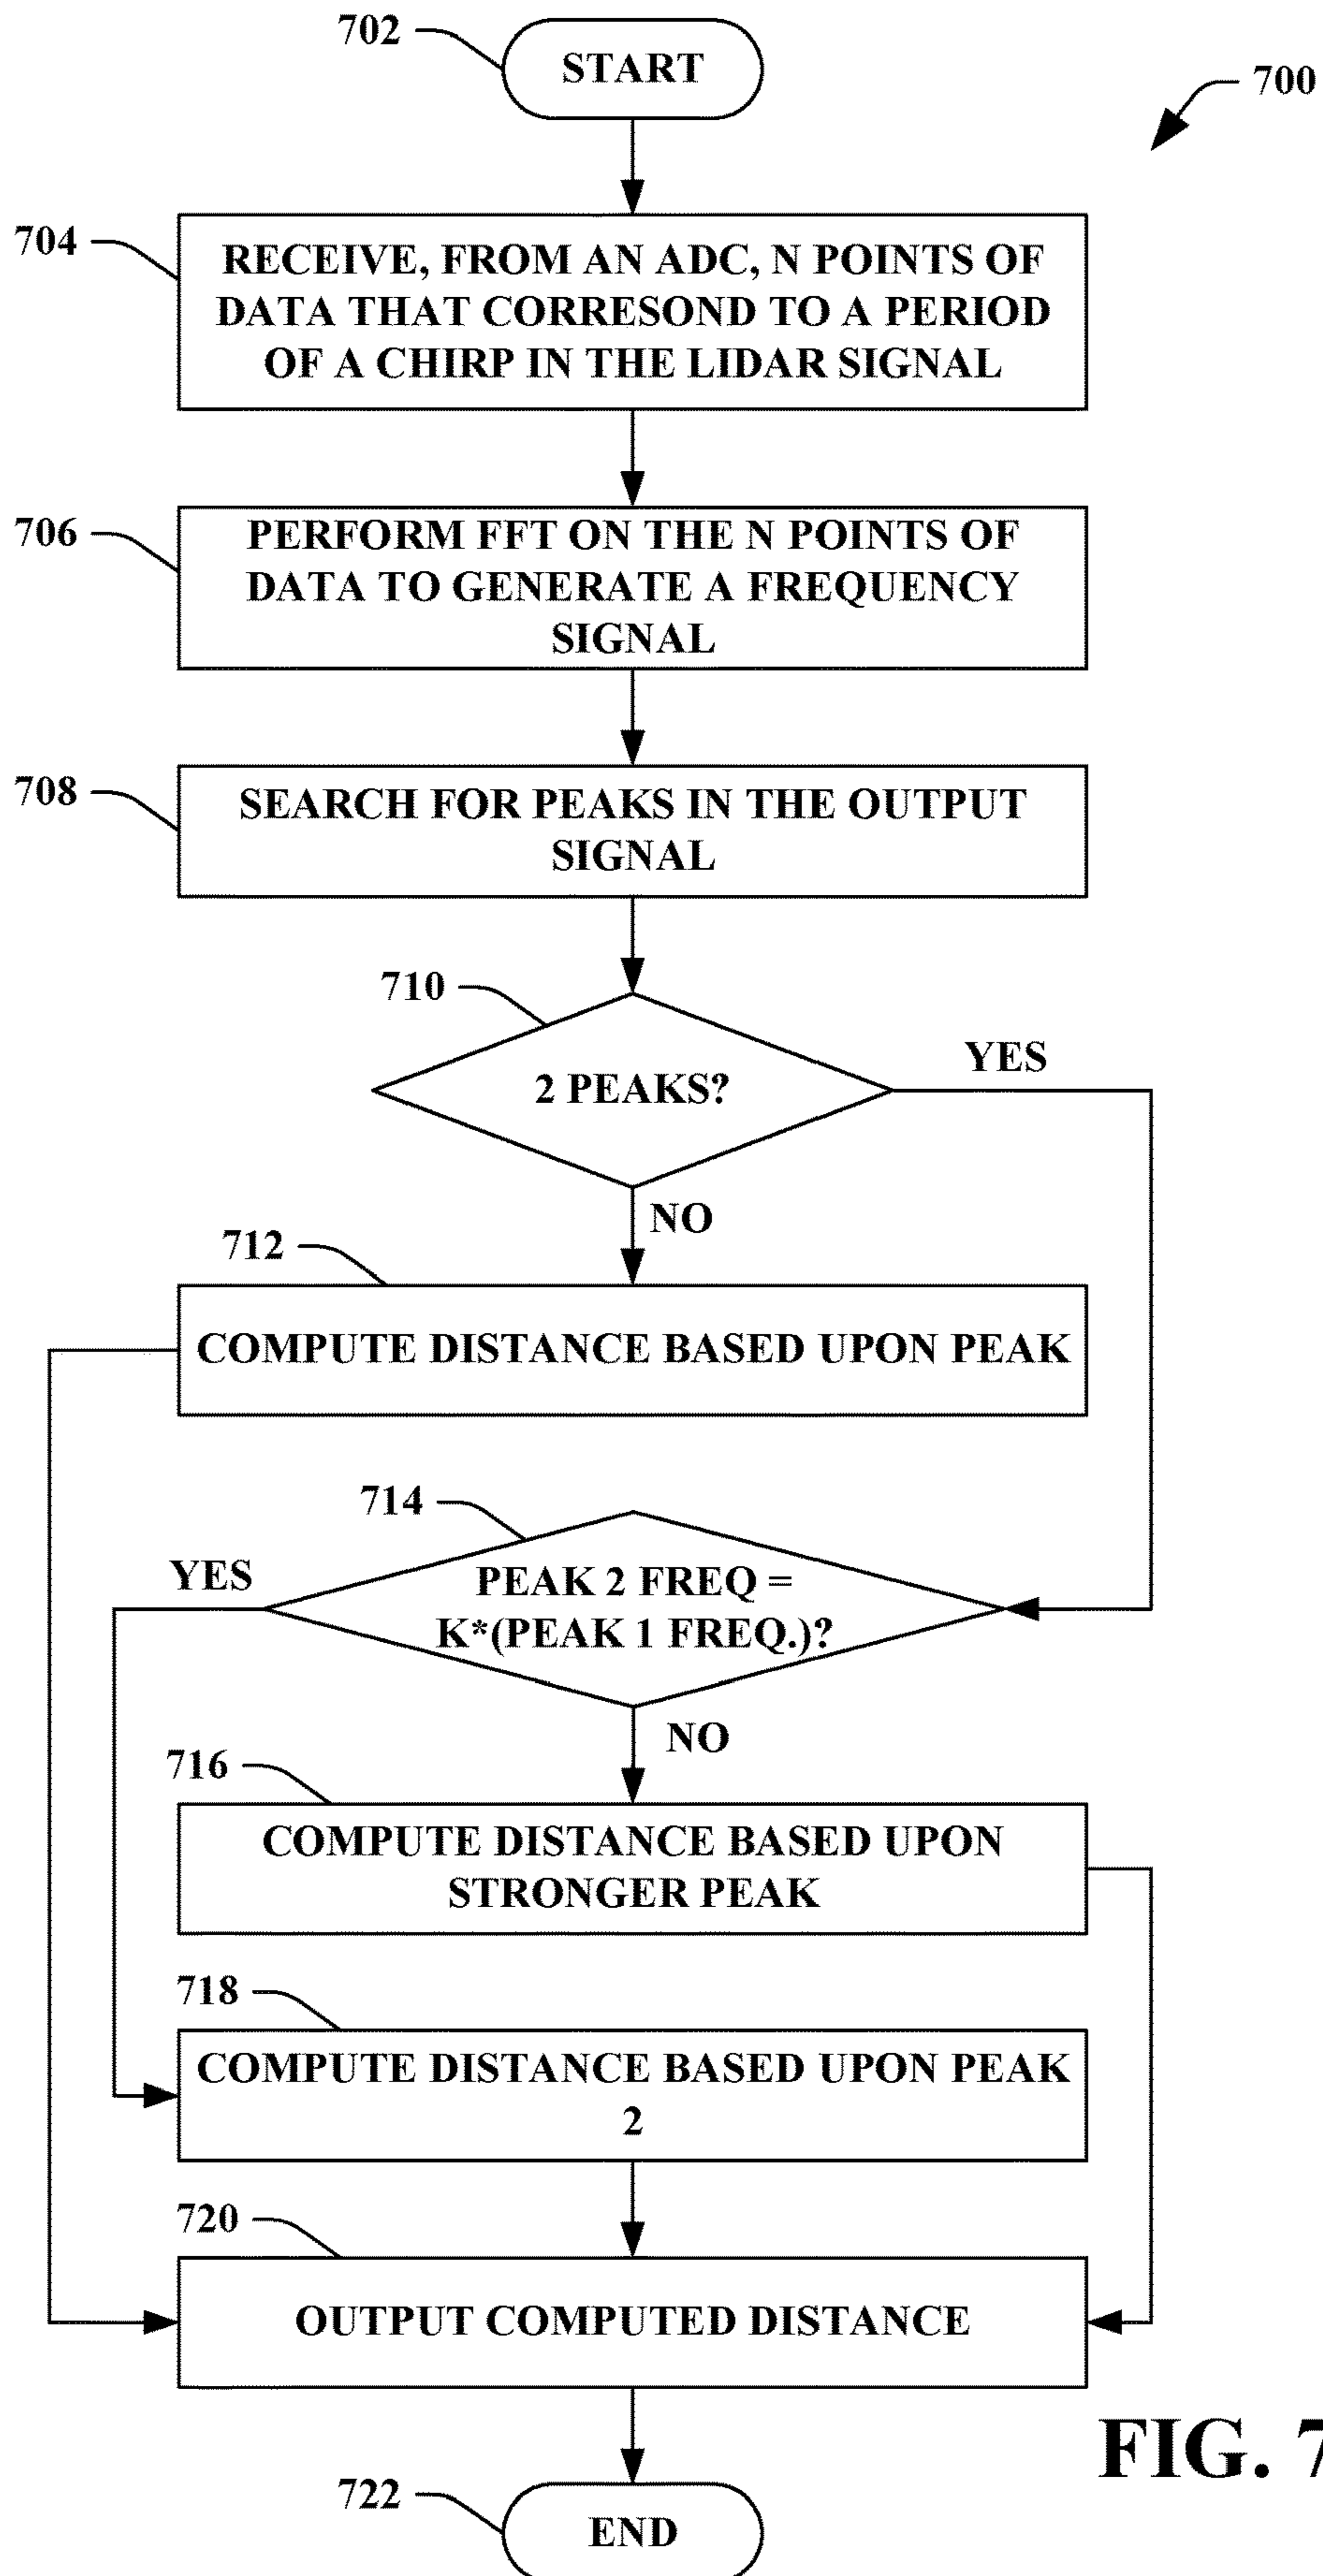 702
START
700
704
RECEIVE, FROM AN ADC, N POINTS OF
DATA THAT CORRESOND TO A PERIOD
OF A CHIRP IN THE LIDAR SIGNAL
706
PERFORM FFT ON THE N POINTS OF
DATA TO GENERATE A FREQUENCY
SIGNAL
708
SEARCH FOR PEAKS IN THE OUTPUT
SIGNAL
710
2 PEAKS?
YES
NO
712
COMPUTE DISTANCE BASED UPON PEAK
714
YES
PEAK 2 FREQ =
K*(PEAK 1 FREQ.)?
NO
716
COMPUTE DISTANCE BASED UPON
STRONGER PEAK
718
COMPUTE DISTANCE BASED UPON PEAK
2
720
OUTPUT COMPUTED DISTANCE
FIG. 7
722
END